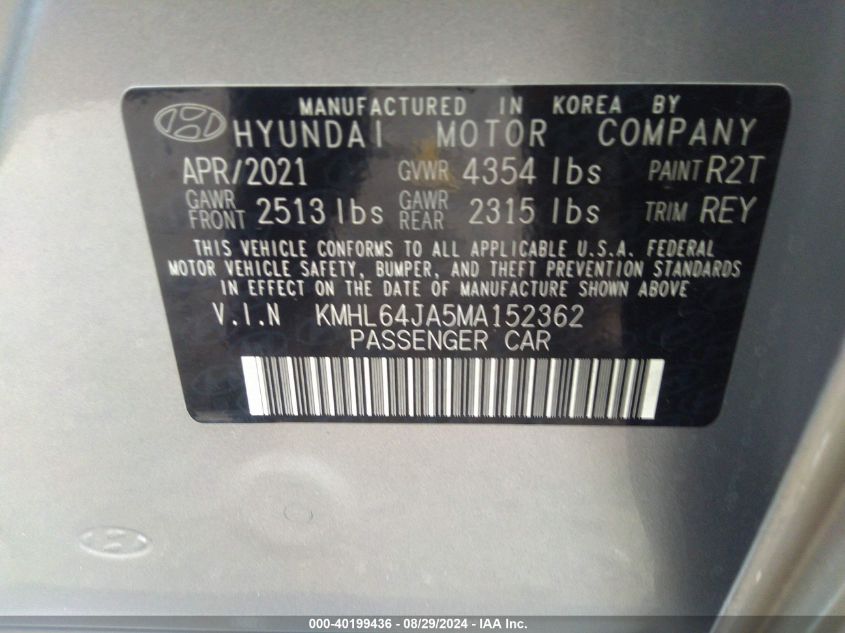 MANUFACTURED IN KOREA BY
HYUNDAI MOTOR COMPANY
APR/2021 GVWR 4354 lbs PAINT R2T
GAWR FRONT 2513 lbs GAWR REAR 2315 lbs TRIM REY
THIS VEHICLE CONFORMS TO ALL APPLICABLE U.S.A. FEDERAL
MOTOR VEHICLE SAFETY, BUMPER, AND THEFT PREVENTION STANDARDS
IN EFFECT ON THE DATE OF MANUFACTURE SHOWN ABOVE
V.I.N KMHL64JA5MA152362
PASSENGER CAR
000-40199436 - 08/29/2024 - IAA Inc.